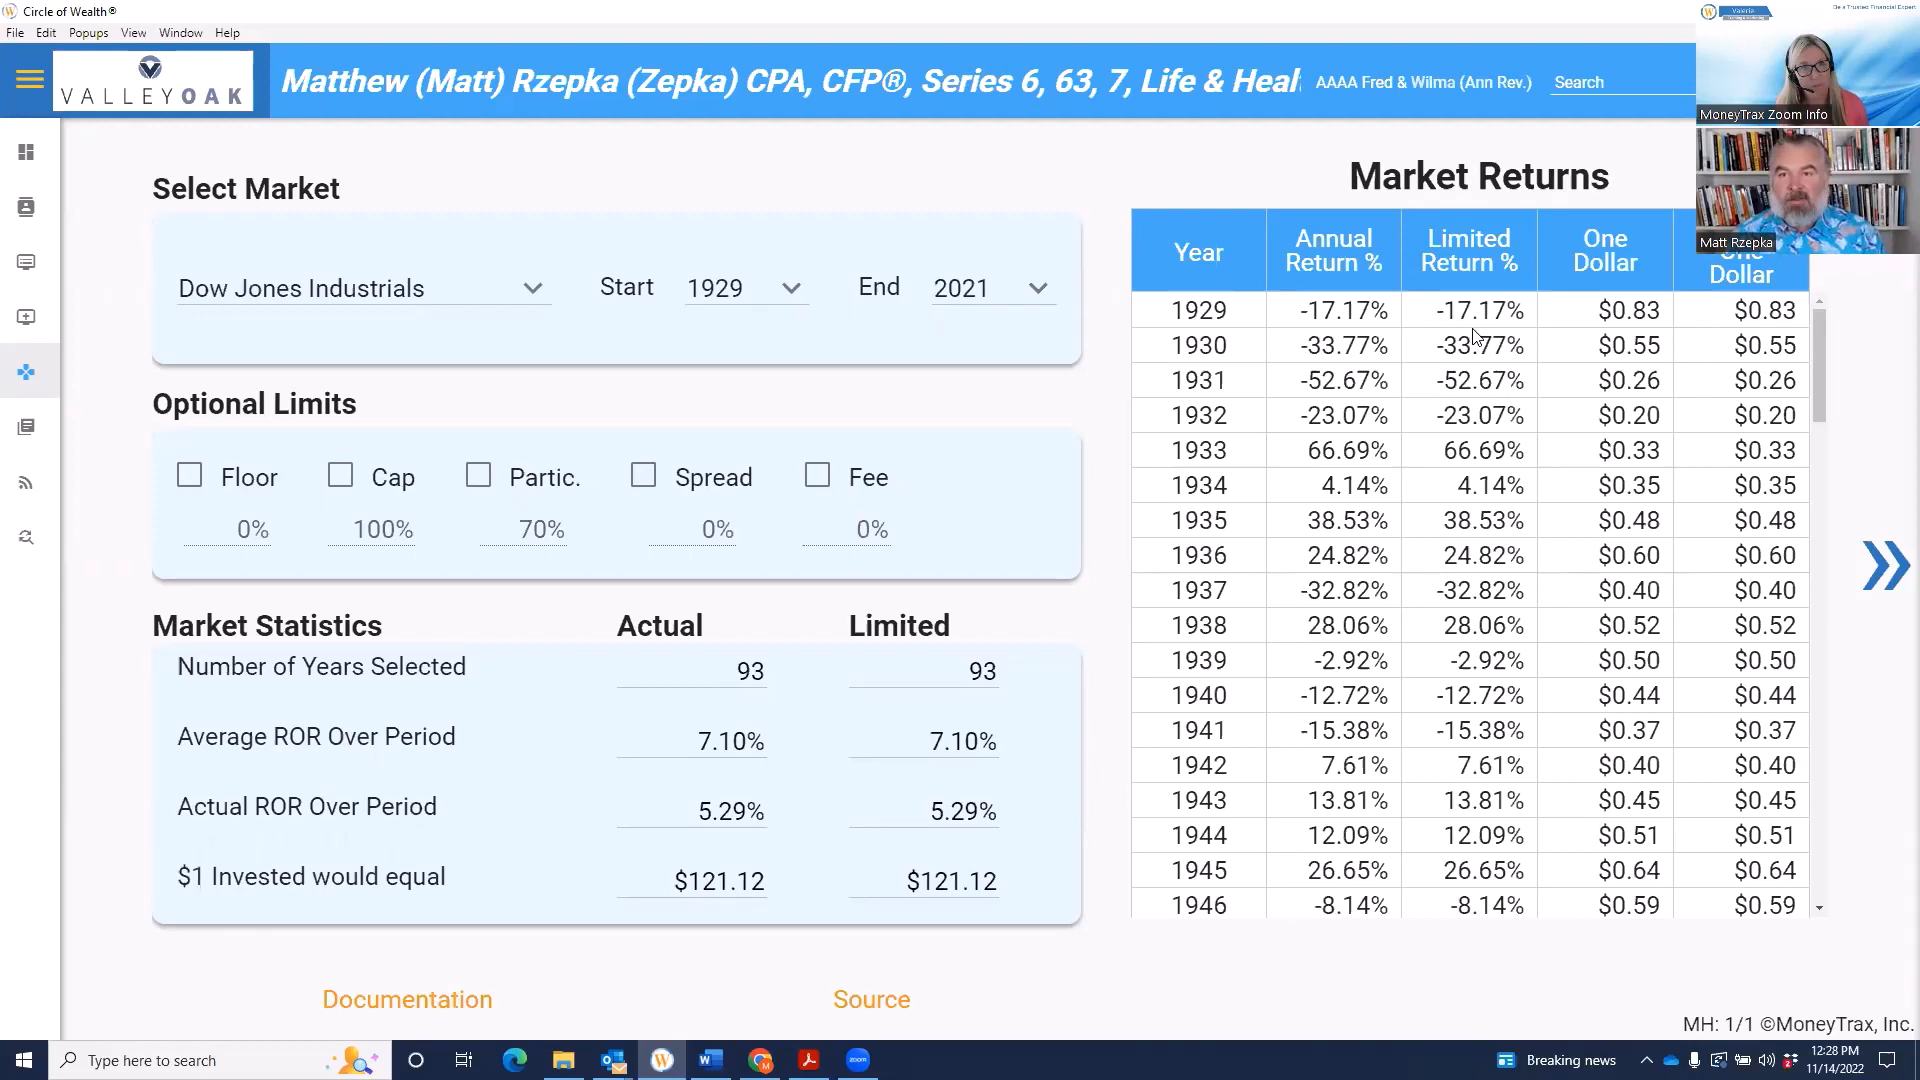 Circle of Wealth®
File Edit Popups View Window Help
VALLEYOAK
Matthew (Matt) Rzepka (Zepka) CPA, CFP®, Series 6, 63, 7, Life & Heal
AAAA Fred & Wilma (Ann Rev.)
Search
Valerie
Be a Trusted Financial Expert
MoneyTrax Zoom Info
Matt Rzepka
Select Market
Dow Jones Industrials Start 1929 End 2021
Optional Limits
Floor Cap Partic. Spread Fee
0% 100% 70% 0% 0%
Market Statistics Actual Limited
Number of Years Selected 93 93
Average ROR Over Period 7.10% 7.10%
Actual ROR Over Period 5.29% 5.29%
$1 Invested would equal $121.12 $121.12
Documentation Source
Market Returns
Year Annual Return % Limited Return % One Dollar One Dollar
1929 -17.17% -17.17% $0.83 $0.83
1930 -33.77% -33.77% $0.55 $0.55
1931 -52.67% -52.67% $0.26 $0.26
1932 -23.07% -23.07% $0.20 $0.20
1933 66.69% 66.69% $0.33 $0.33
1934 4.14% 4.14% $0.35 $0.35
1935 38.53% 38.53% $0.48 $0.48
1936 24.82% 24.82% $0.60 $0.60
1937 -32.82% -32.82% $0.40 $0.40
1938 28.06% 28.06% $0.52 $0.52
1939 -2.92% -2.92% $0.50 $0.50
1940 -12.72% -12.72% $0.44 $0.44
1941 -15.38% -15.38% $0.37 $0.37
1942 7.61% 7.61% $0.40 $0.40
1943 13.81% 13.81% $0.45 $0.45
1944 12.09% 12.09% $0.51 $0.51
1945 26.65% 26.65% $0.64 $0.64
1946 -8.14% -8.14% $0.59 $0.59
MH: 1/1 ©MoneyTrax, Inc.
Type here to search
zoom
Breaking news
12:28 PM
11/14/2022